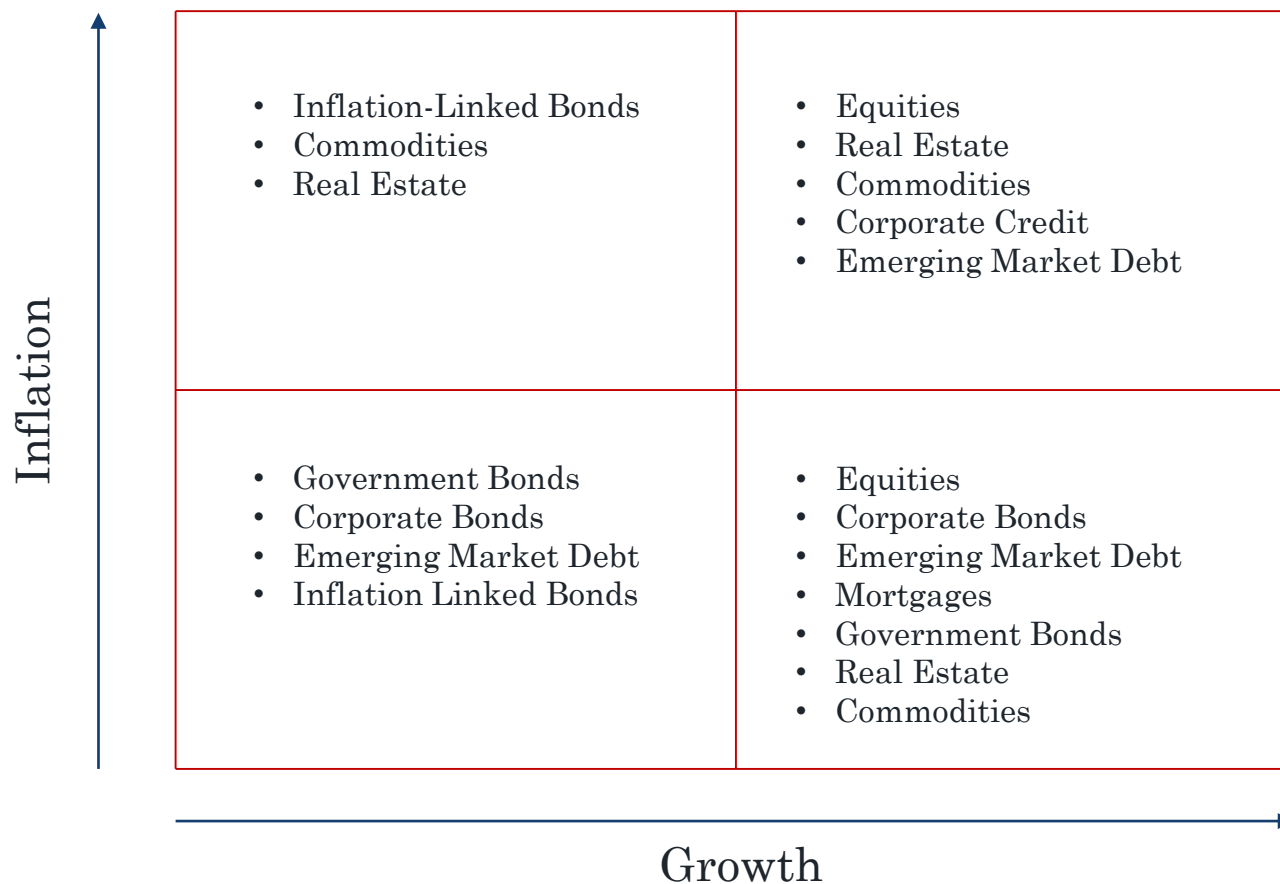 Inflation
• Inflation-Linked Bonds
• Commodities
• Real Estate
• Equities
• Real Estate
• Commodities
• Corporate Credit
• Emerging Market Debt
• Government Bonds
• Corporate Bonds
• Emerging Market Debt
• Inflation Linked Bonds
• Equities
• Corporate Bonds
• Emerging Market Debt
• Mortgages
• Government Bonds
• Real Estate
• Commodities
Growth